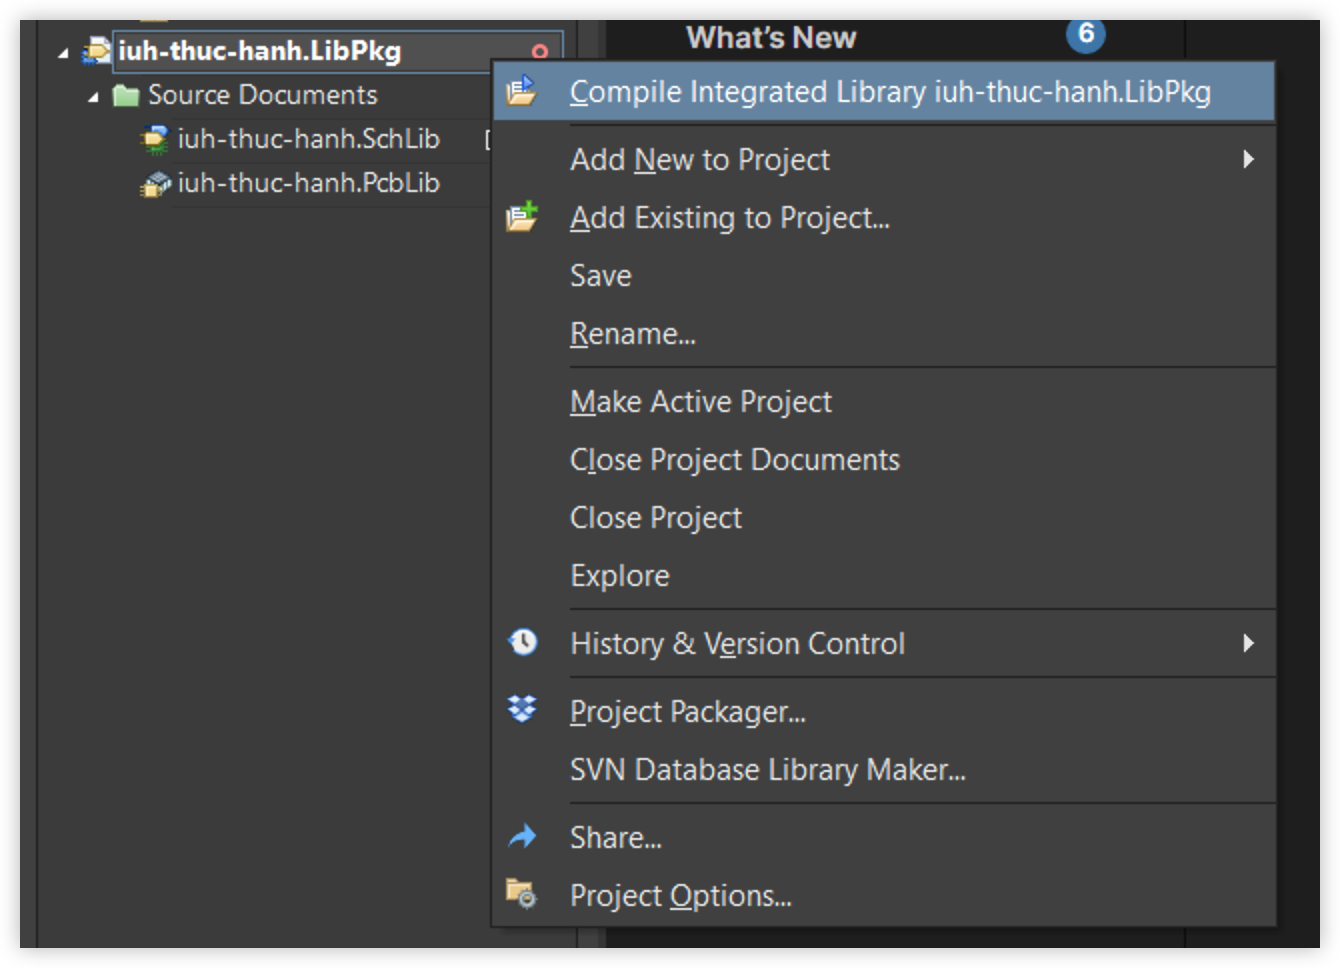 iuh-thuc-hanh.LibPkg
Source Documents
iuh-thuc-hanh.SchLib
iuh-thuc-hanh.PcbLib
What's New
6
Compile Integrated Library iuh-thuc-hanh.LibPkg
Add New to Project
Add Existing to Project...
Save
Rename...
Make Active Project
Close Project Documents
Close Project
Explore
History & Version Control
Project Packager...
SVN Database Library Maker...
Share...
Project Options...